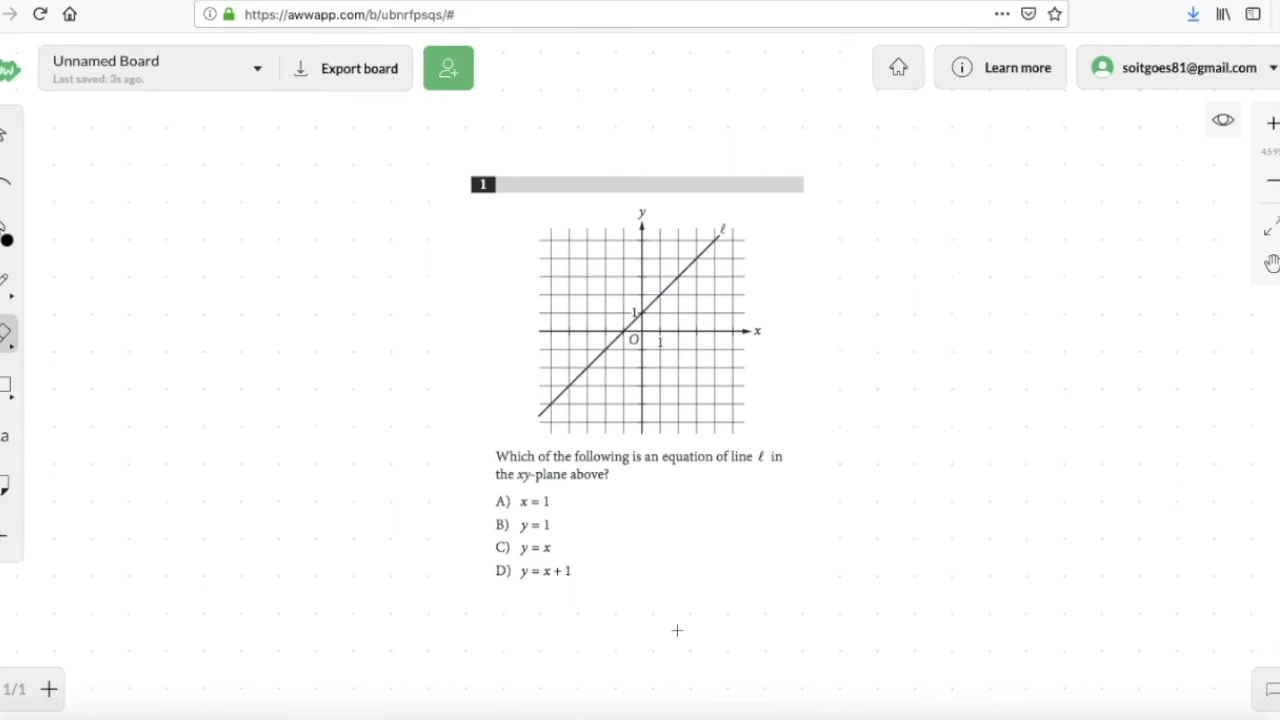 https://awwapp.com/b/ubnrfpsqs/#
Unnamed Board
Last saved: 3s ago.
Export board
Learn more
soitgoes81@gmail.com
1
y
ℓ
1
x
O
1
Which of the following is an equation of line ℓ in
the xy-plane above?
A) x = 1
B) y = 1
C) y = x
D) y = x + 1
1/1